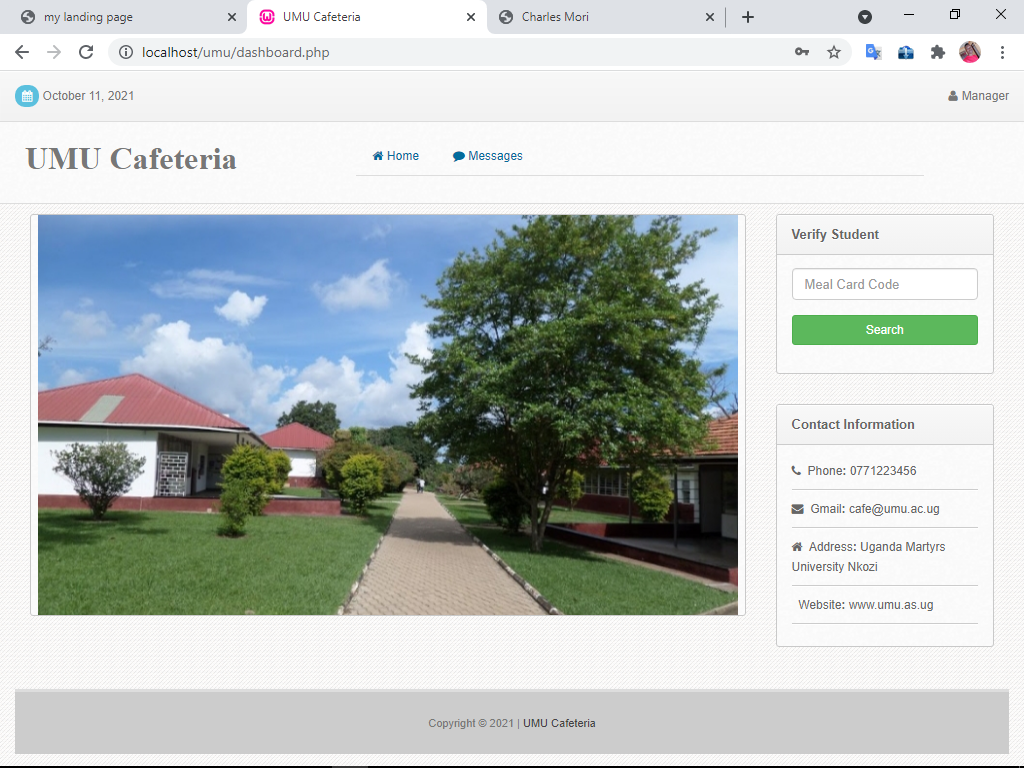 my landing page
UMU Cafeteria
Charles Mori
localhost/umu/dashboard.php
October 11, 2021
Manager
UMU Cafeteria
Home
Messages
Verify Student
Meal Card Code
Search
Contact Information
Phone: 0771223456
Gmail: cafe@umu.ac.ug
Address: Uganda Martyrs
University Nkozi
Website: www.umu.as.ug
Copyright © 2021 | UMU Cafeteria